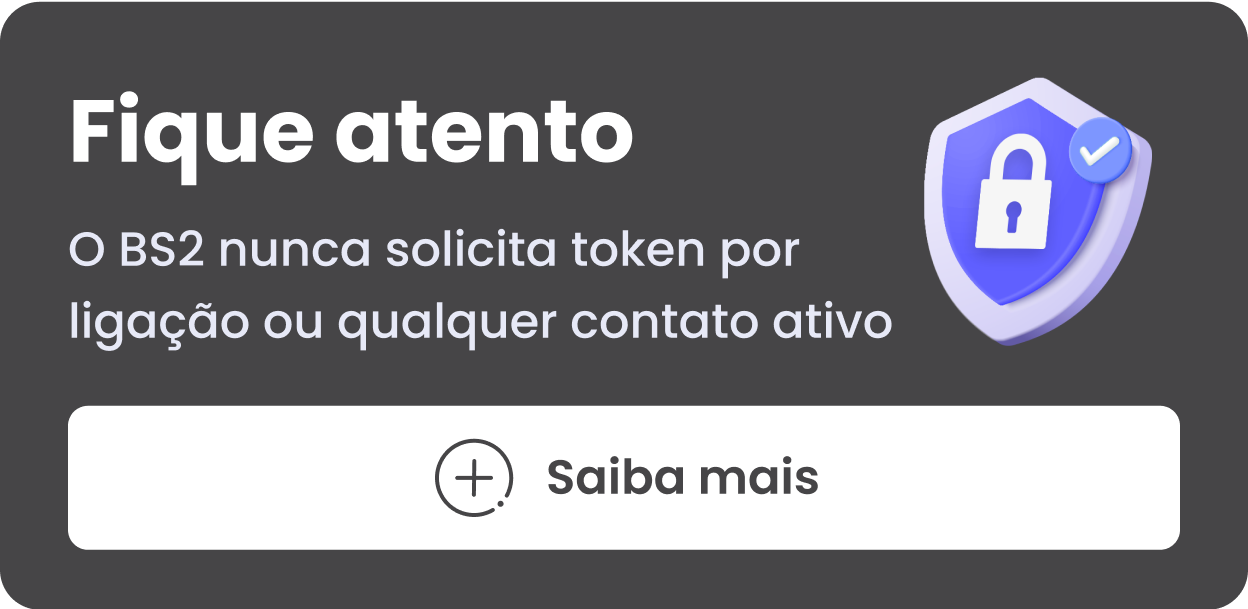 Fique atento
O BS2 nunca solicita token por
ligação ou qualquer contato ativo
Saiba mais